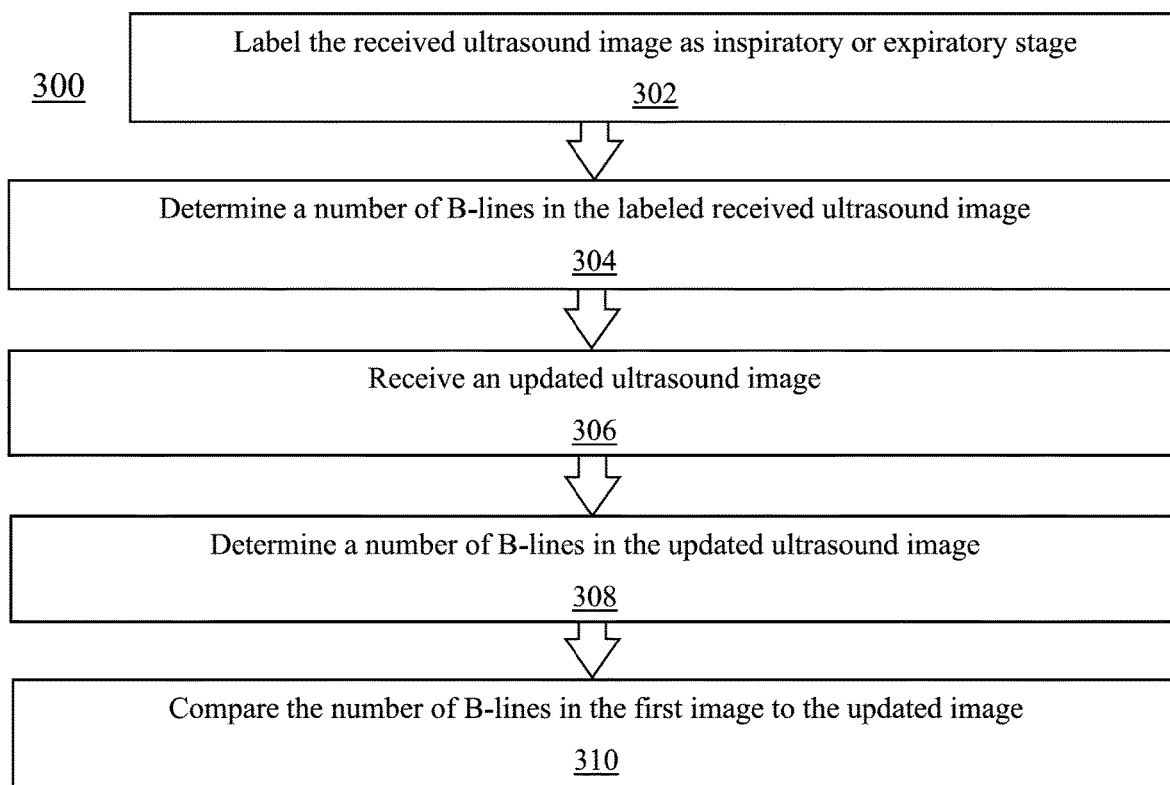 300
Label the received ultrasound image as inspiratory or expiratory stage
302
Determine a number of B-lines in the labeled received ultrasound image
304
Receive an updated ultrasound image
306
Determine a number of B-lines in the updated ultrasound image
308
Compare the number of B-lines in the first image to the updated image
310